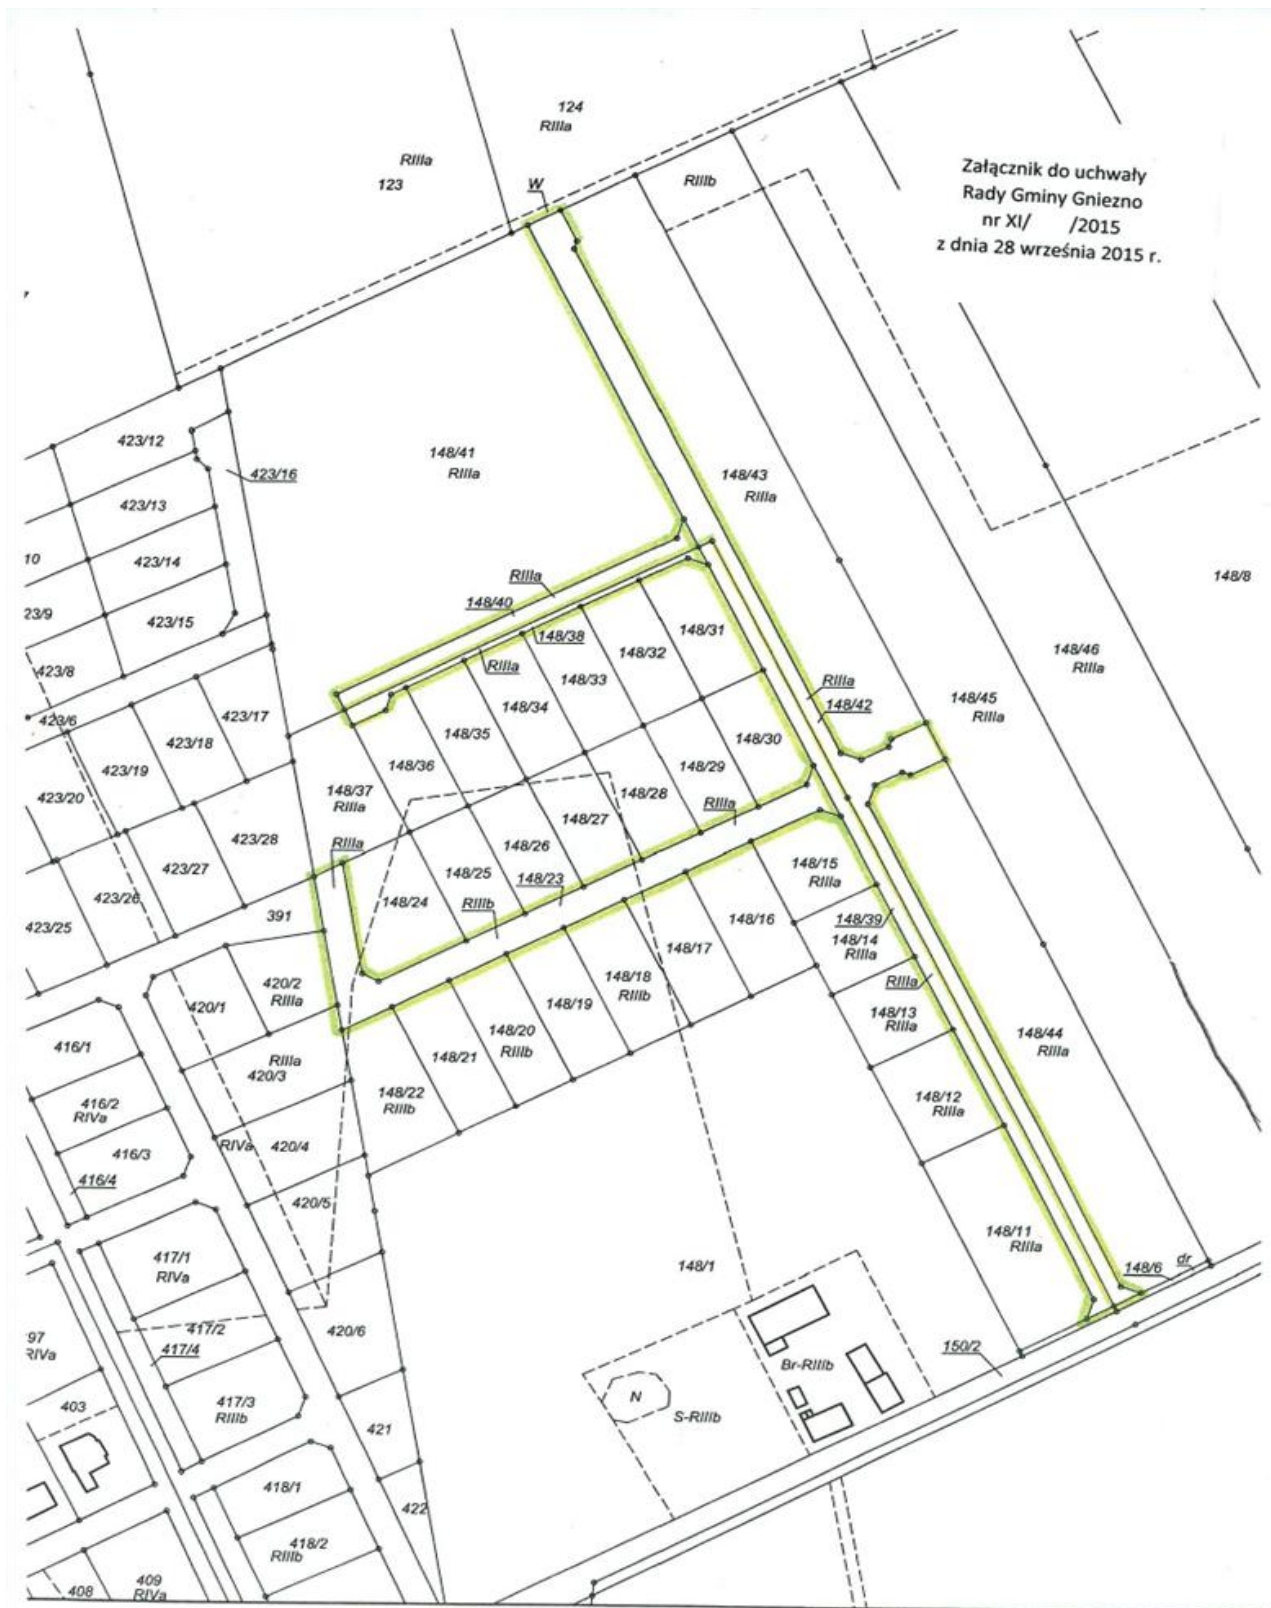 124
RIIIa
RIIIa
123
W
RIIIb
Załącznik do uchwały
Rady Gminy Gniezno
nr XI/ /2015
z dnia 28 września 2015 r.
423/12
423/16
148/41
RIIIa
148/43
RIIIa
423/13
10
423/14
148/8
RIIIa
148/40
23/9
423/15
148/38
148/31
RIIIa
148/32
148/46
RIIIa
423/8
148/33
RIIIa
148/42
148/45
RIIIa
423/6
423/17
148/34
423/18
148/35
148/30
423/19
148/36
148/29
423/20
148/37
RIIIa
148/28
RIIIa
148/27
423/28
RIIIa
148/26
423/27
148/25
148/15
RIIIa
423/26
148/24
148/23
RIIIb
391
148/16
148/39
423/25
148/17
148/14
RIIIa
148/18
RIIIb
RIIIa
420/2
RIIIa
420/1
148/19
148/13
RIIIa
148/20
RIIIb
148/44
RIIIa
416/1
RIIIa
420/3
148/21
148/22
RIIIb
148/12
RIIIa
416/2
RIVa
RIVa
420/4
416/3
416/4
420/5
148/11
RIIIa
417/1
RIVa
148/1
148/6
dr
420/6
417/2
97
RIVa
417/4
150/2
Br-RIIIb
N
S-RIIIb
417/3
RIIIb
403
421
418/1
422
418/2
RIIIb
408
409
RIVa